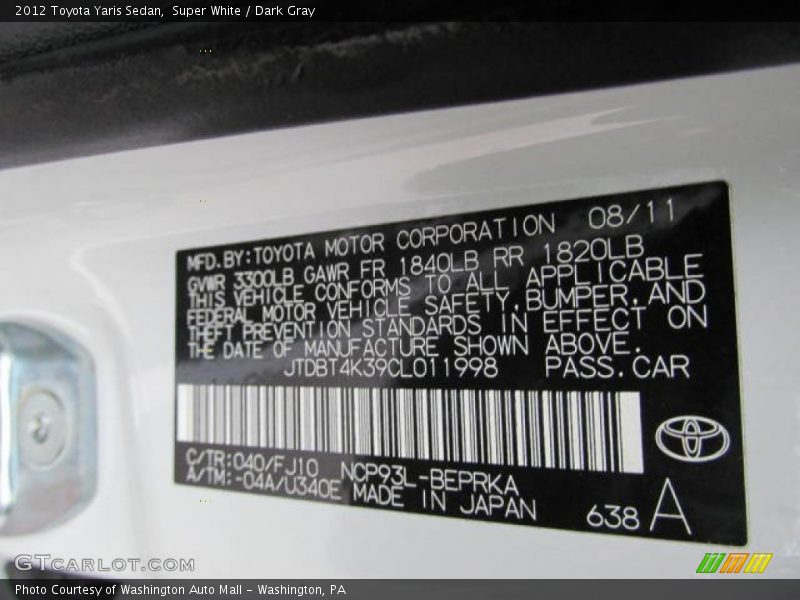 2012 Toyota Yaris Sedan, Super White / Dark Gray
MFD.BY:TOYOTA MOTOR CORPORATION 08/11
GVWR 3300LB GAWR FR 1840LB RR 1820LB
THIS VEHICLE CONFORMS TO ALL APPLICABLE
FEDERAL MOTOR VEHICLE SAFETY,BUMPER,AND
THEFT PREVENTION STANDARDS IN EFFECT ON
THE DATE OF MANUFACTURE SHOWN ABOVE.
JTDBT4K39CL011998 PASS.CAR
C/TR:040/FJ10 NCP93L-BEPRKA
A/TM:-04A/U340E MADE IN JAPAN
638 A
GTCARLOT.COM
Photo Courtesy of Washington Auto Mall - Washington, PA